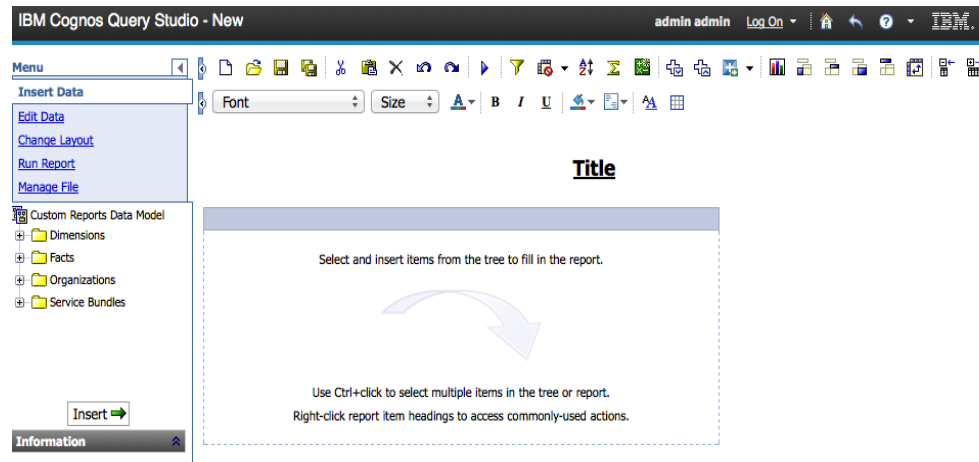 IBM Cognos Query Studio - New
admin admin Log On
IBM.
Menu
Insert Data
Edit Data
Change Layout
Run Report
Manage File
Font
Size
A
B I U
A A
Title
Custom Reports Data Model
Dimensions
Facts
Organizations
Service Bundles
Select and insert items from the tree to fill in the report.
Use Ctrl+click to select multiple items in the tree or report.
Right-click report item headings to access commonly-used actions.
Insert
Information